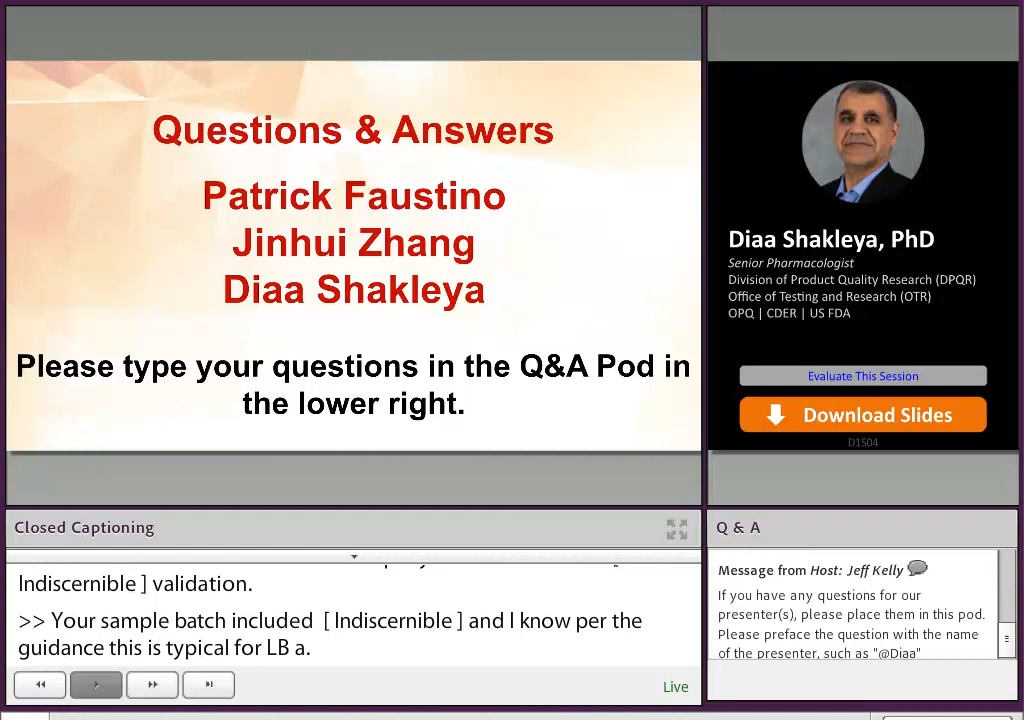 Questions & Answers
Patrick Faustino
Jinhui Zhang
Diaa Shakleya
Please type your questions in the Q&A Pod in
the lower right.
Diaa Shakleya, PhD
Senior Pharmacologist
Division of Product Quality Research (DPQR)
Office of Testing and Research (OTR)
OPQ | CDER | US FDA
Evaluate This Session
Download Slides
D1S04
Closed Captioning
Indiscernible ] validation.
>> Your sample batch included [ Indiscernible ] and I know per the
guidance this is typical for LB a.
Live
Q & A
Message from Host: Jeff Kelly
If you have any questions for our
presenter(s), please place them in this pod.
Please preface the question with the name
of the presenter, such as "@Diaa"